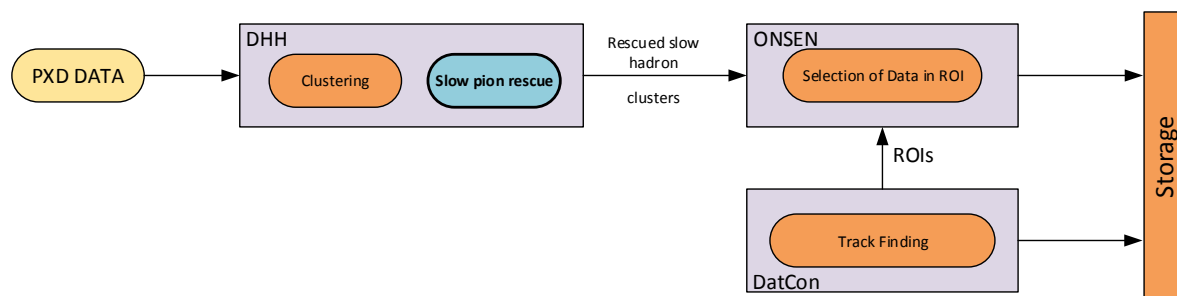 DHH
PXD DATA
Clustering
Slow pion rescue
Rescued slow
hadron
clusters
ONSEN
Selection of Data in ROI
ROIs
Track Finding
DatCon
Storage